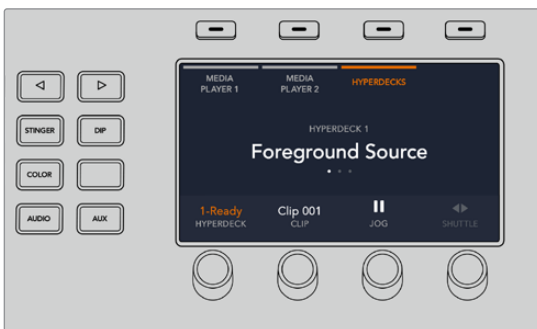 STINGER
DIP
COLOR
AUDIO
AUX
MEDIA
PLAYER 1
MEDIA
PLAYER 2
HYPERDECKS
HYPERDECK 1
Foreground Source
1-Ready
HYPERDECK
Clip 001
CLIP
JOG
SHUTTLE